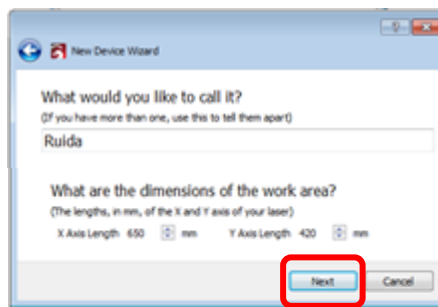 New Device Wizard
What would you like to call it?
(If you have more than one, use this to tell them apart)
Ruida
What are the dimensions of the work area?
(The lengths, in mm, of the X and Y axis of your laser)
X Axis Length 650 mm Y Axis Length 420 mm
Next Cancel